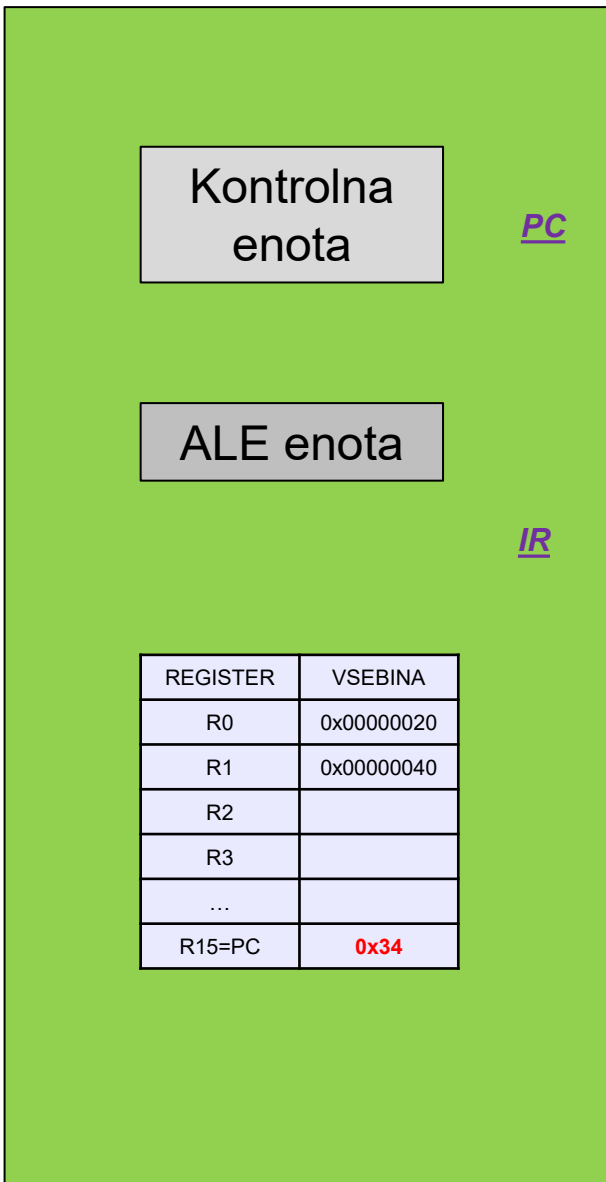 Kontrolna
enota
PC
ALE enota
IR
REGISTER VSEBINA
R0 0x00000020
R1 0x00000040
R2
R3
…
R15=PC 0x34